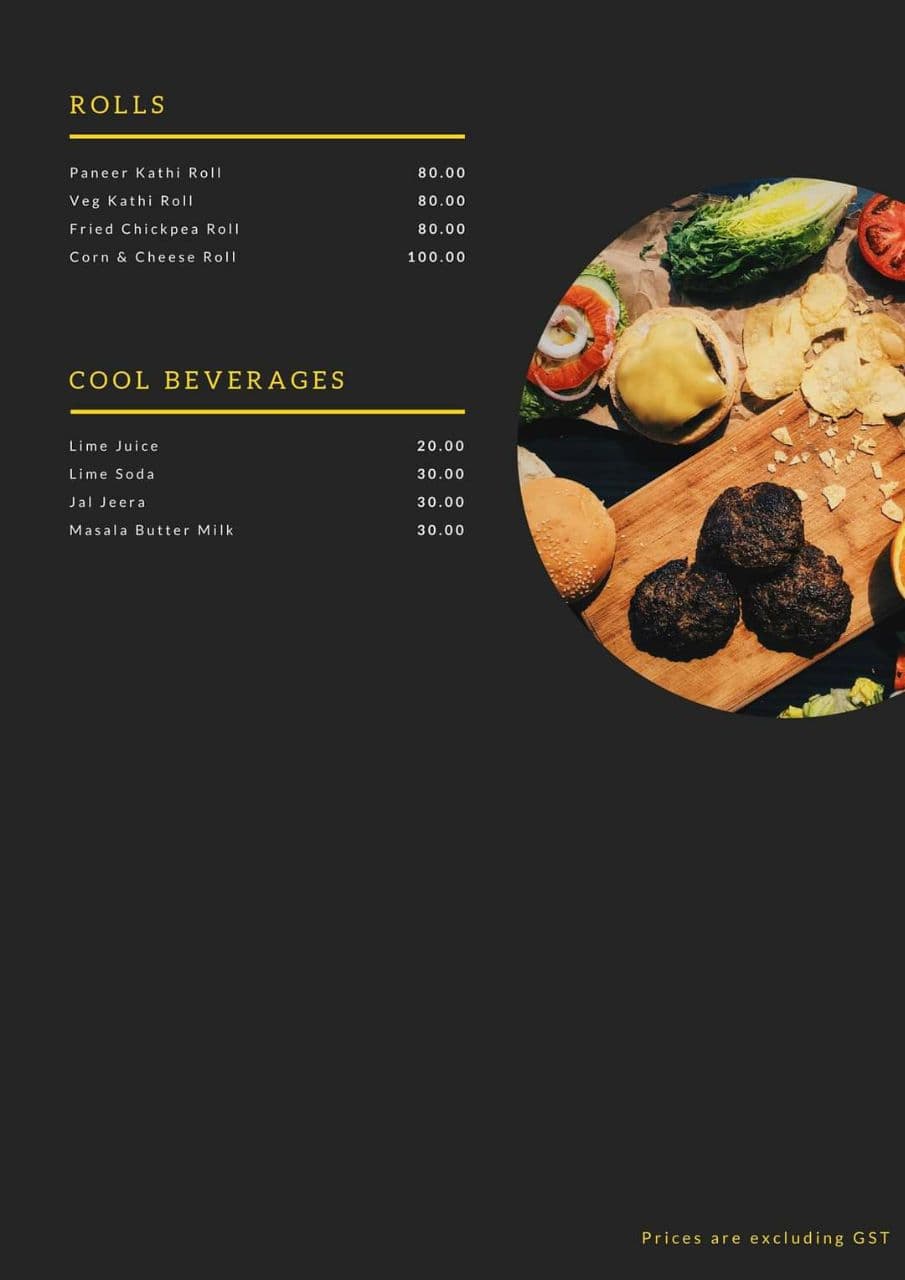 ROLLS
Paneer Kathi Roll 80.00
Veg Kathi Roll 80.00
Fried Chickpea Roll 80.00
Corn & Cheese Roll 100.00
COOL BEVERAGES
Lime Juice 20.00
Lime Soda 30.00
Jal Jeera 30.00
Masala Butter Milk 30.00
Prices are excluding GST